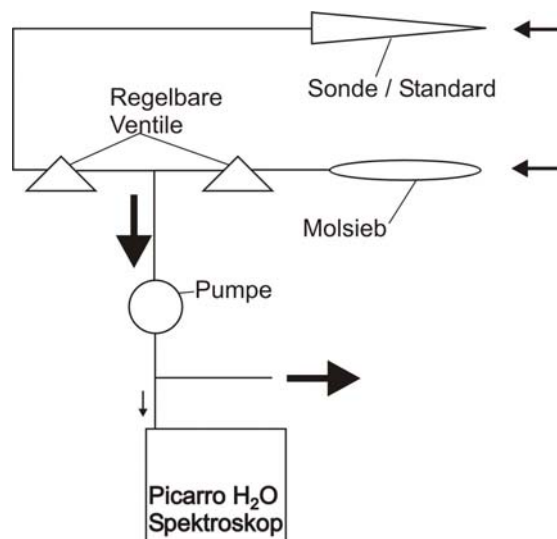 Sonde / Standard
Regelbare
Ventile
Molsieb
Pumpe
Picarro H₂O
Spektroskop